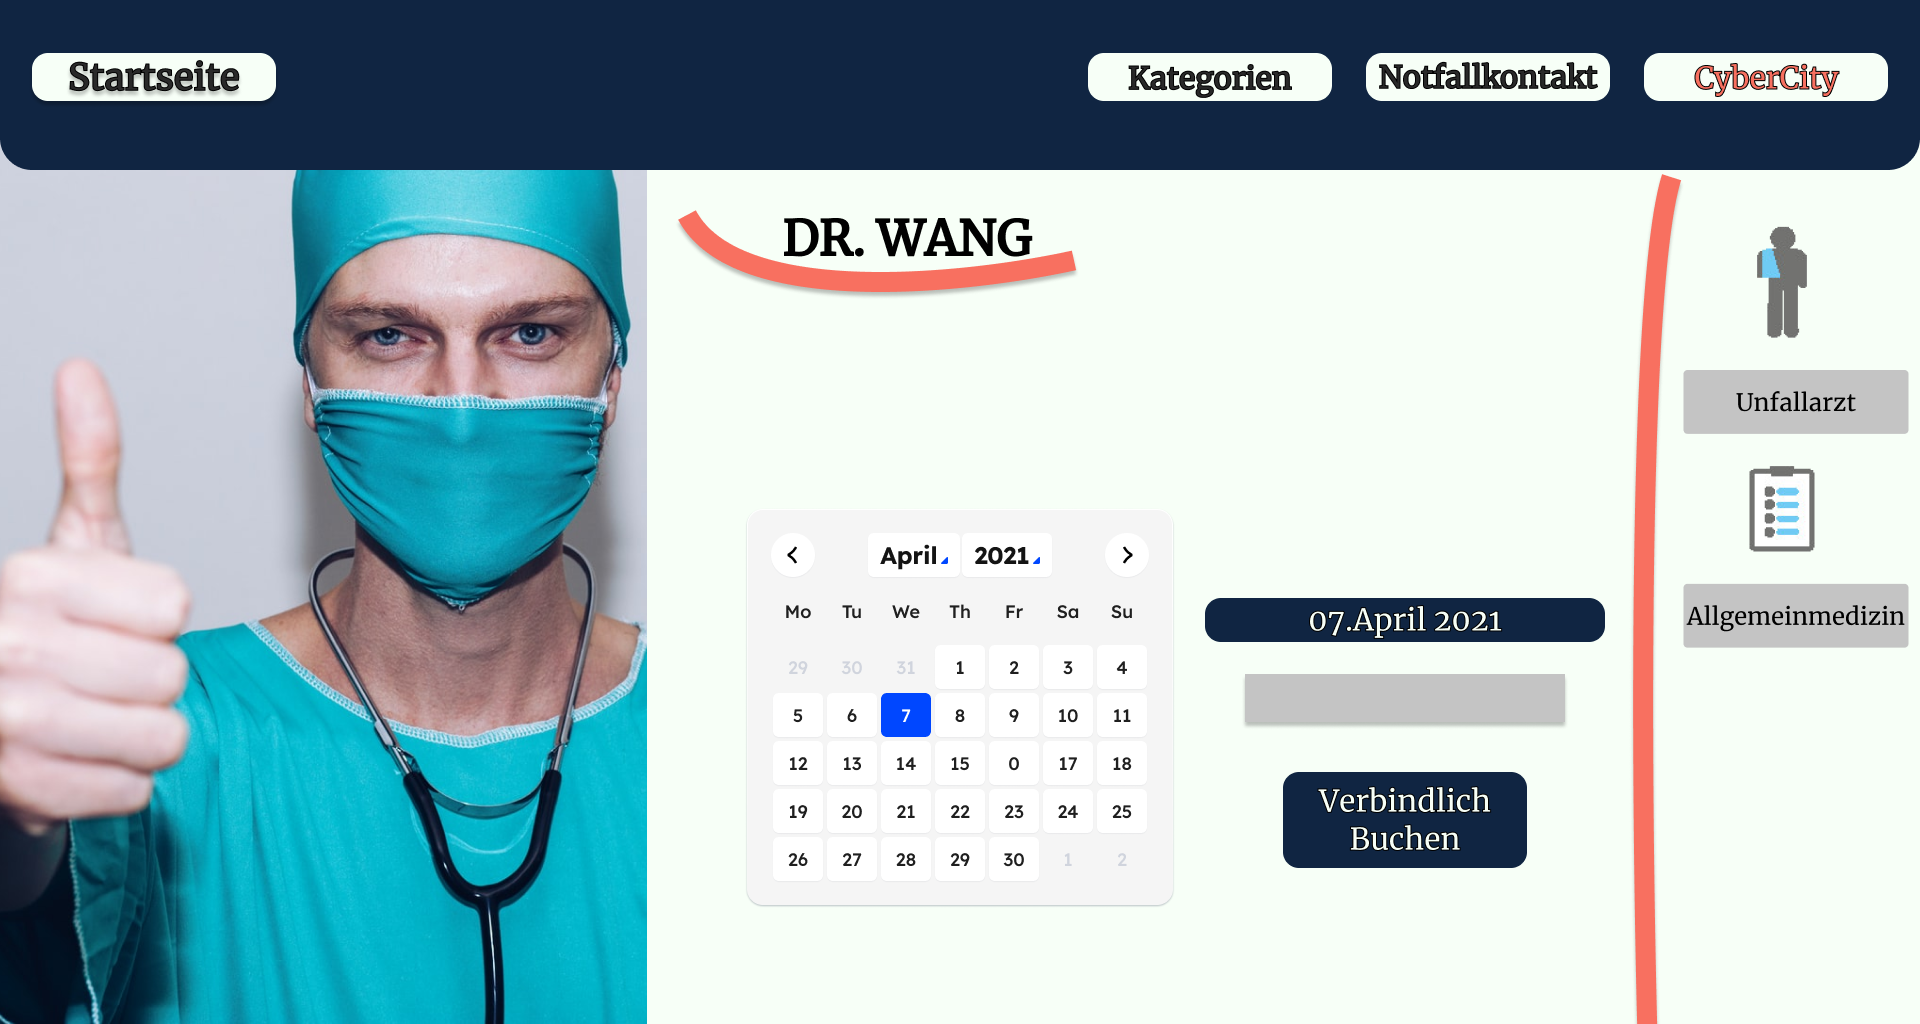 Startseite
Kategorien
Notfallkontakt
CyberCity
DR. WANG
April 2021
Mo Tu We Th Fr Sa Su
29 30 31 1 2 3 4
5 6 7 8 9 10 11
12 13 14 15 0 17 18
19 20 21 22 23 24 25
26 27 28 29 30 1 2
07.April 2021
Verbindlich
Buchen
Unfallarzt
Allgemeinmedizin